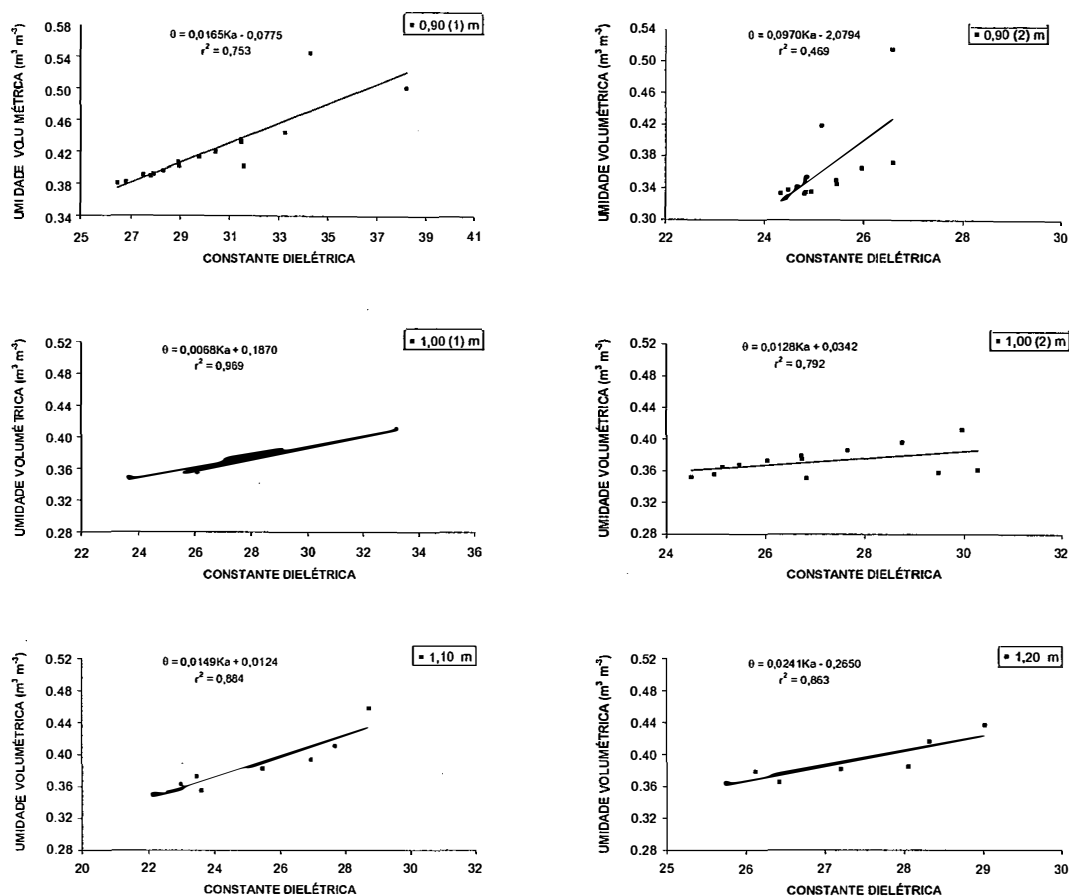 0,90 (1) m
θ = 0,0165Ka - 0,0775
r² = 0,753
UMIDADE VOLUMÉTRICA (m³ m⁻³)
0.58
0.54
0.50
0.46
0.42
0.38
0.34
25 27 29 31 33 35 37 39 41
CONSTANTE DIELÉTRICA
0,90 (2) m
θ = 0,0970Ka - 2,0794
r² = 0,469
UMIDADE VOLUMÉTRICA (m³ m⁻³)
0.54
0.50
0.46
0.42
0.38
0.34
0.30
22 24 26 28 30
CONSTANTE DIELÉTRICA
1,00 (1) m
θ = 0,0068Ka + 0,1870
r² = 0,969
UMIDADE VOLUMÉTRICA (m³ m⁻³)
0.52
0.48
0.44
0.40
0.36
0.32
0.28
22 24 26 28 30 32 34 36
CONSTANTE DIELÉTRICA
1,00 (2) m
θ = 0,0128Ka + 0,0342
r² = 0,792
UMIDADE VOLUMÉTRICA (m³ m⁻³)
0.52
0.48
0.44
0.40
0.36
0.32
0.28
24 26 28 30 32
CONSTANTE DIELÉTRICA
1,10 m
θ = 0,0149Ka + 0,0124
r² = 0,884
UMIDADE VOLUMÉTRICA (m³ m⁻³)
0.52
0.48
0.44
0.40
0.36
0.32
0.28
20 22 24 26 28 30 32
CONSTANTE DIELÉTRICA
1,20 m
θ = 0,0241Ka - 0,2650
r² = 0,863
UMIDADE VOLUMÉTRICA (m³ m⁻³)
0.52
0.48
0.44
0.40
0.36
0.32
0.28
25 26 27 28 29 30
CONSTANTE DIELÉTRICA